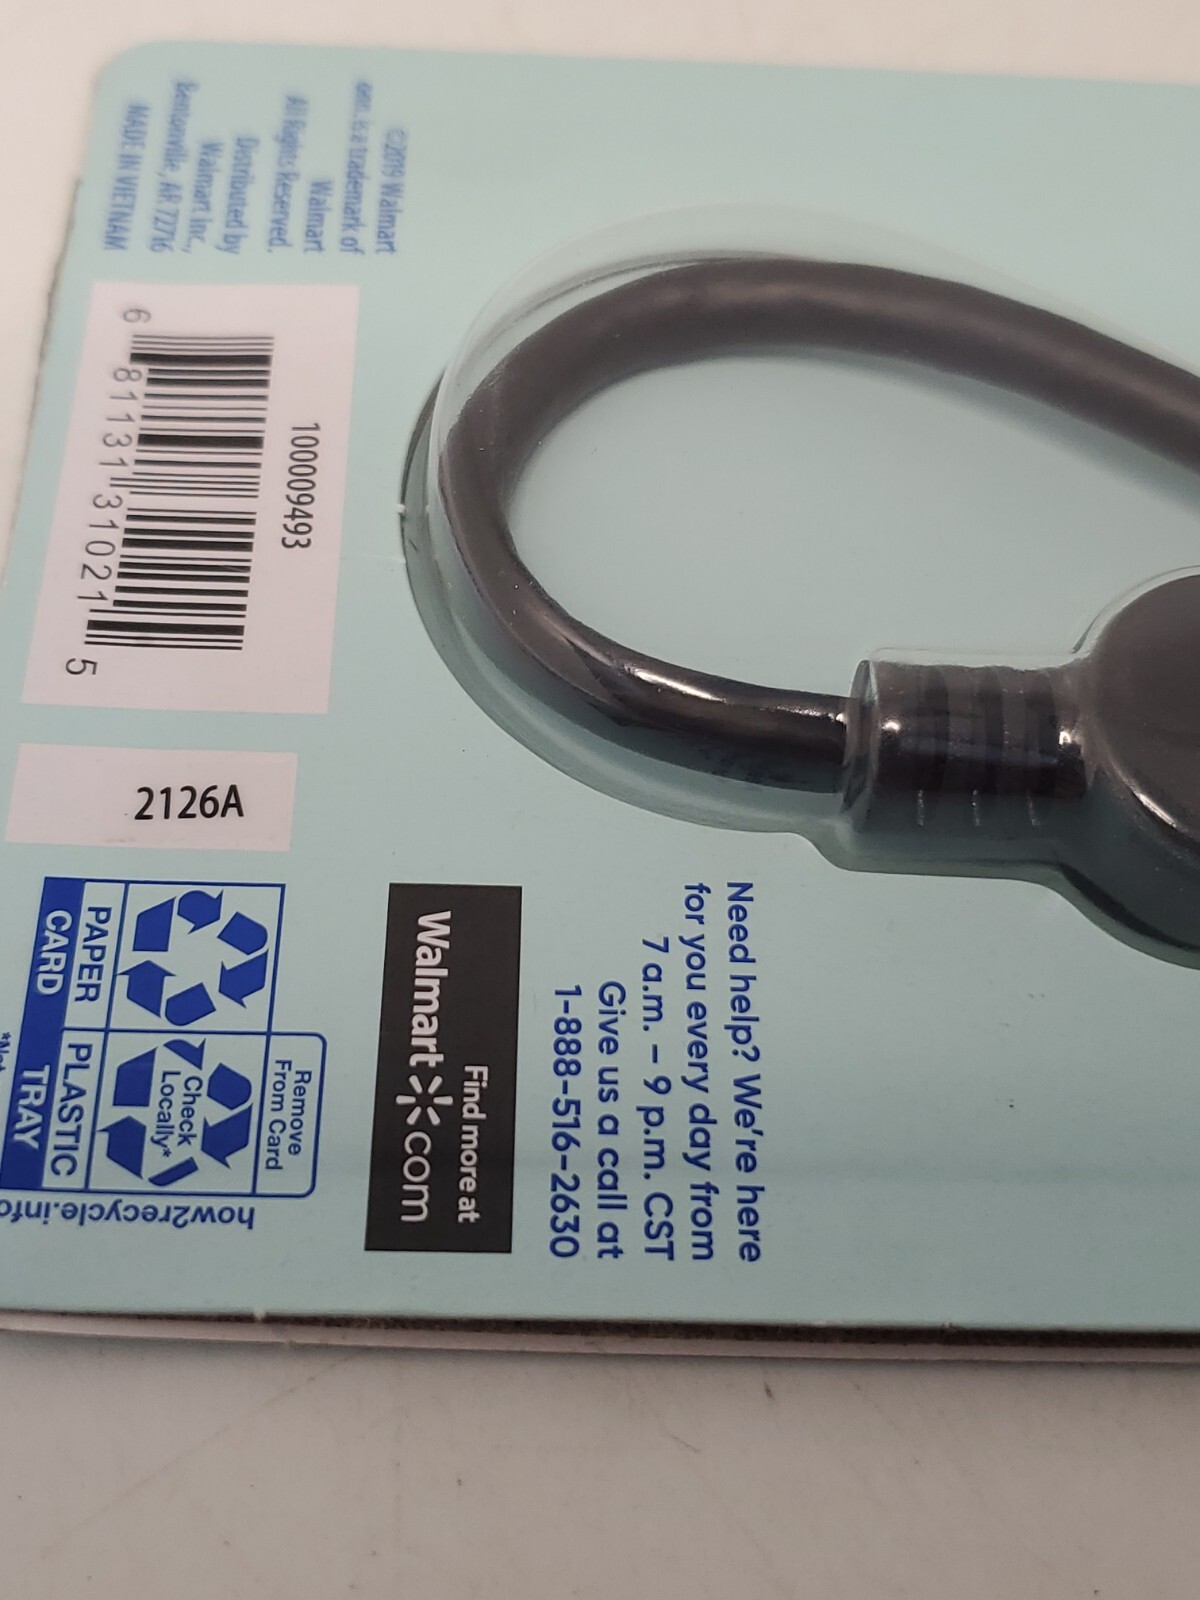 ©2019 Walmart
onn. is a trademark of
Walmart
All Rights Reserved.
Distributed by
Walmart Inc.,
Bentonville, AR 72716
MADE IN VIETNAM
100009493
6 81131 31021 5
2126A
Need help? We're here
for you every day from
7 a.m. – 9 p.m. CST
Give us a call at
1-888-516-2630
Find more at
Walmart com
Remove
From Card
Check
Locally*
PAPER
PLASTIC
CARD
TRAY
how2recycle.info